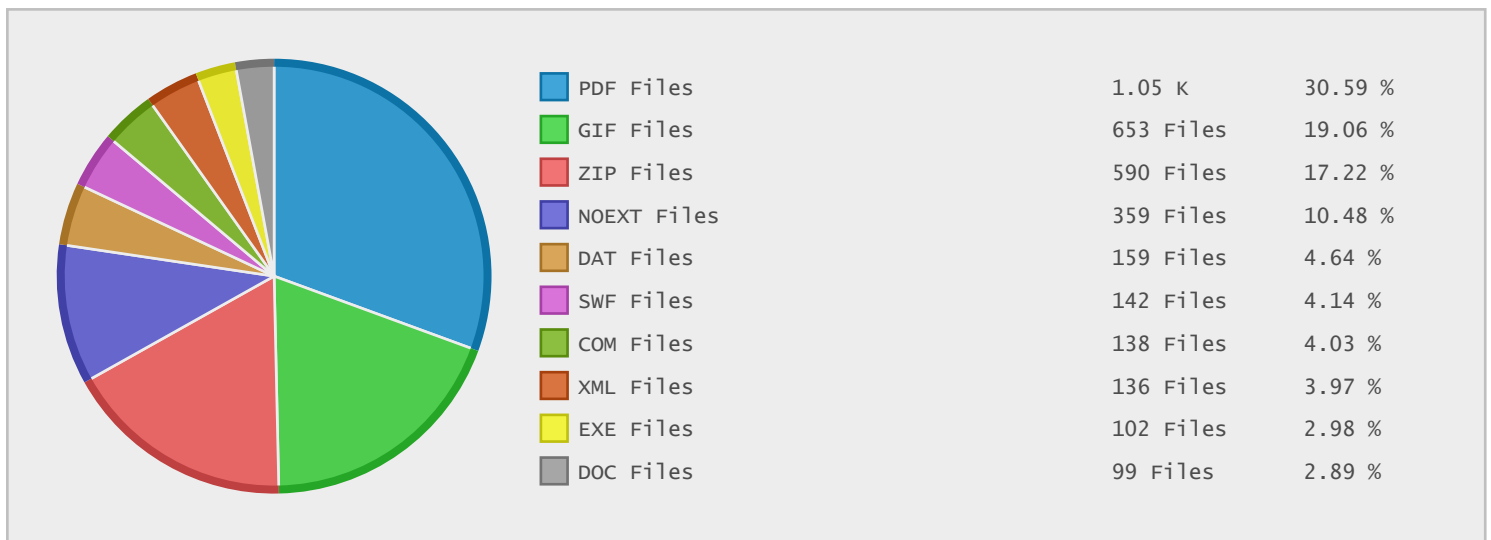 PDF Files 1.05 K 30.59 %
GIF Files 653 Files 19.06 %
ZIP Files 590 Files 17.22 %
NOEXT Files 359 Files 10.48 %
DAT Files 159 Files 4.64 %
SWF Files 142 Files 4.14 %
COM Files 138 Files 4.03 %
XML Files 136 Files 3.97 %
EXE Files 102 Files 2.98 %
DOC Files 99 Files 2.89 %